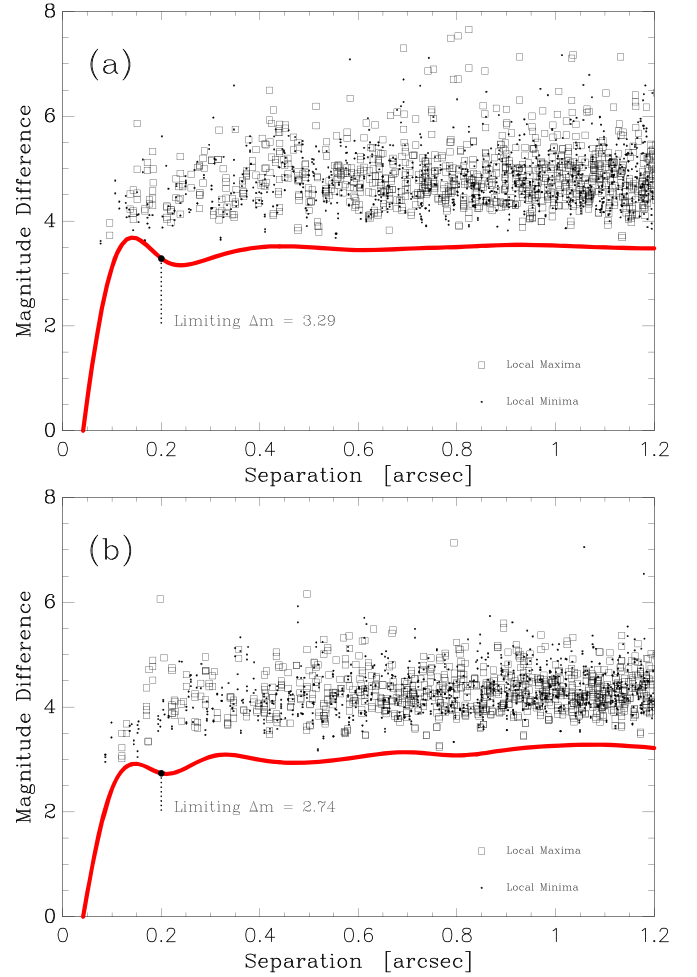 (a)
Magnitude Difference
8
6
4
2
0
Limiting Δm = 3.29
Local Maxima
Local Minima
0 0.2 0.4 0.6 0.8 1 1.2
Separation [arcsec]
(b)
Magnitude Difference
8
6
4
2
0
Limiting Δm = 2.74
Local Maxima
Local Minima
0 0.2 0.4 0.6 0.8 1 1.2
Separation [arcsec]